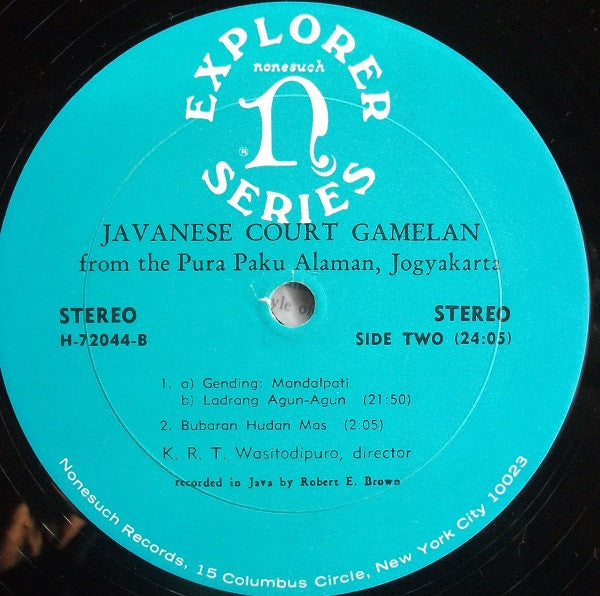 EXPLORER
nonesuch
n
®
SERIES
JAVANESE COURT GAMELAN
from the Pura Paku Alaman, Jogyakarta
STEREO
H-72044-B
STEREO
SIDE TWO (24:05)
1. a) Gending: Mandalpati
b) Ladrang Agun-Agun (21:50)
2. Bubaran Hudan Mas (2:05)
K. R. T. Wasitodipuro, director
recorded in Java by Robert E. Brown
Nonesuch Records, 15 Columbus Circle, New York City 10023